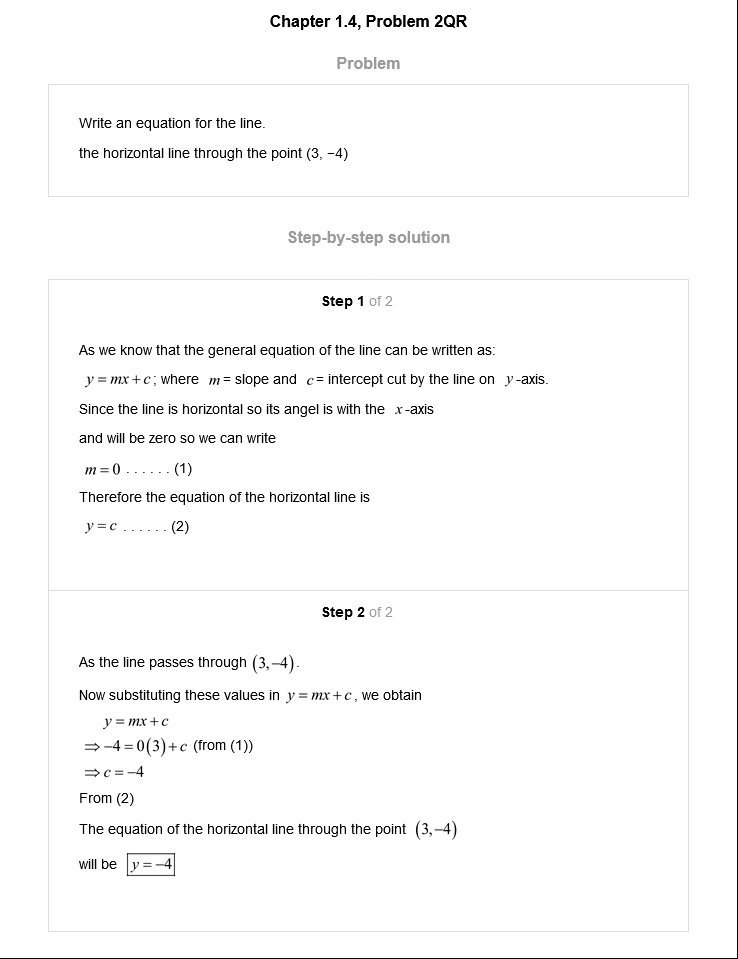 Chapter 1.4, Problem 2QR
Problem
Write an equation for the line.
the horizontal line through the point (3, −4)
Step-by-step solution
Step 1 of 2
As we know that the general equation of the line can be written as:
y = mx + c; where m = slope and c = intercept cut by the line on y-axis.
Since the line is horizontal so its angel is with the x-axis
and will be zero so we can write
m = 0 . . . . . . (1)
Therefore the equation of the horizontal line is
y = c . . . . . . (2)
Step 2 of 2
As the line passes through (3,−4).
Now substituting these values in y = mx + c, we obtain
y = mx + c
⇒ −4 = 0(3) + c (from (1))
⇒ c = −4
From (2)
The equation of the horizontal line through the point (3,−4)
will be y = −4